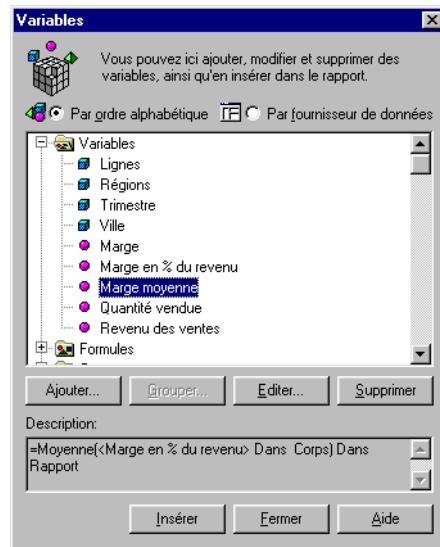 Variables
Vous pouvez ici ajouter, modifier et supprimer des
variables, ainsi qu'en insérer dans le rapport.
Par ordre alphabétique Par fournisseur de données
Variables
Lignes
Régions
Trimestre
Ville
Marge
Marge en % du revenu
Marge moyenne
Quantité vendue
Revenu des ventes
Formules
Ajouter... Grouper... Editer... Supprimer
Description:
=Moyenne(<Marge en % du revenu> Dans Corps) Dans
Rapport
Insérer Fermer Aide